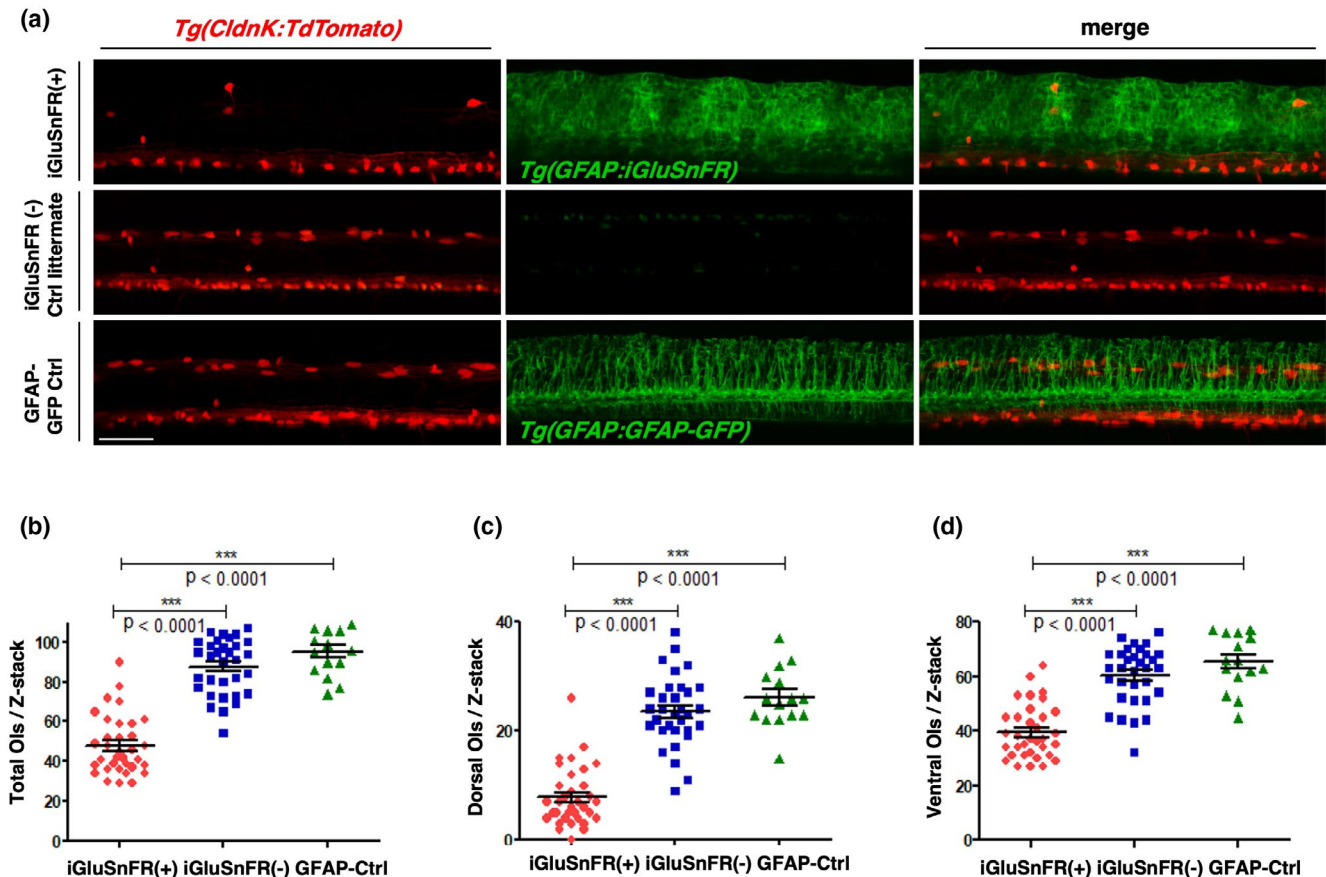 (a)
Tg(CldnK:TdTomato)
merge
iGluSnFR(+)
Tg(GFAP:iGluSnFR)
iGluSnFR (-)
Ctrl littermate
GFAP-
GFP Ctrl
Tg(GFAP:GFAP-GFP)
(b)
***
p < 0.0001
***
p < 0.0001
Total Ols / Z-stack
100
80
60
40
20
0
iGluSnFR(+) iGluSnFR(-) GFAP-Ctrl
(c)
***
p < 0.0001
***
p < 0.0001
Dorsal Ols / Z-stack
40
20
0
iGluSnFR(+) iGluSnFR(-) GFAP-Ctrl
(d)
***
p < 0.0001
***
p < 0.0001
Ventral Ols / Z-stack
80
60
40
20
0
iGluSnFR(+) iGluSnFR(-) GFAP-Ctrl